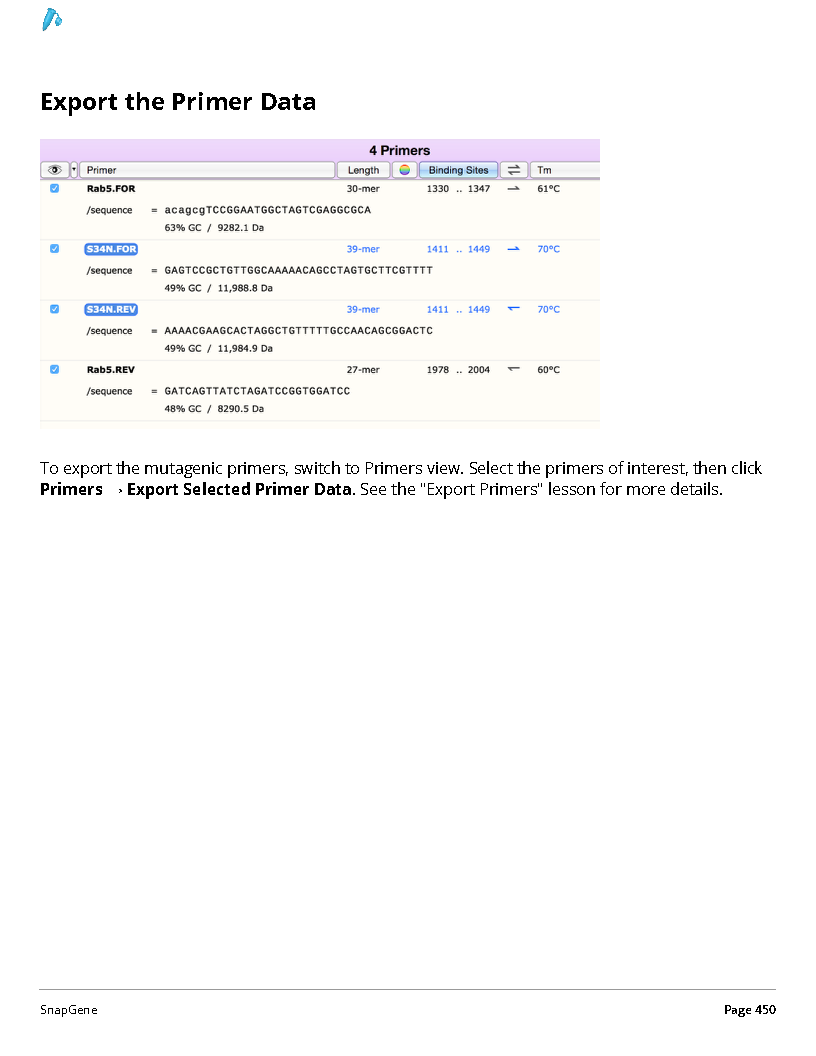 Export the Primer Data
4 Primers
Primer Length Binding Sites Tm
Rab5.FOR 30-mer 1330 .. 1347 61°C
/sequence = acagcgTCCGGAATGGCTAGTCGAGGCGCA
63% GC / 9282.1 Da
S34N.FOR 39-mer 1411 .. 1449 70°C
/sequence = GAGTCCGCTGTTGGCAAAAACAGCCTAGTGCTTCGTTTT
49% GC / 11,988.8 Da
S34N.REV 39-mer 1411 .. 1449 70°C
/sequence = AAAACGAAGCACTAGGCTGTTTTTGCCAACAGCGGACTC
49% GC / 11,984.9 Da
Rab5.REV 27-mer 1978 .. 2004 60°C
/sequence = GATCAGTTATCTAGATCCGGTGGATCC
48% GC / 8290.5 Da
To export the mutagenic primers, switch to Primers view. Select the primers of interest, then click
Primers → Export Selected Primer Data. See the "Export Primers" lesson for more details.
SnapGene Page 450